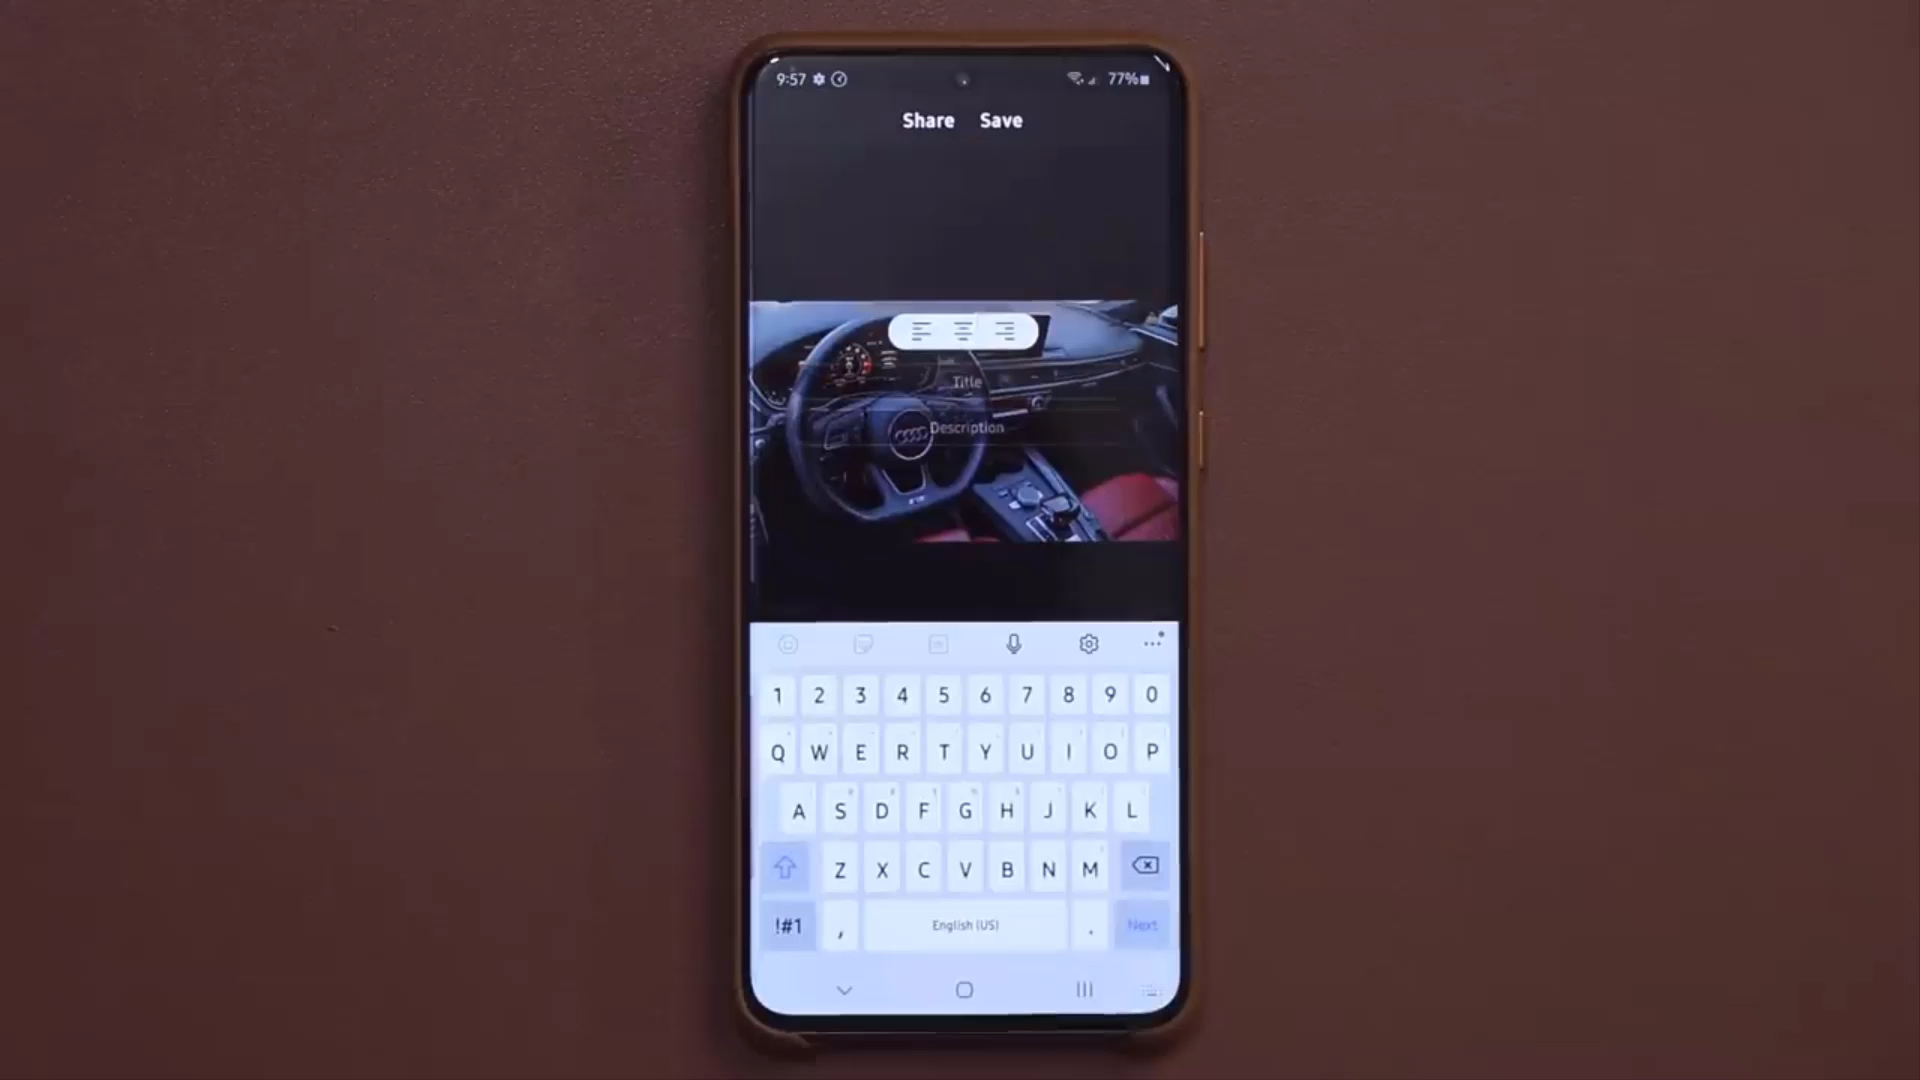 9:57 77%
Share Save
Title
Description
1 2 3 4 5 6 7 8 9 0
Q W E R T Y U I O P
A S D F G H J K L
Z X C V B N M
!#1 , English (US) . Next